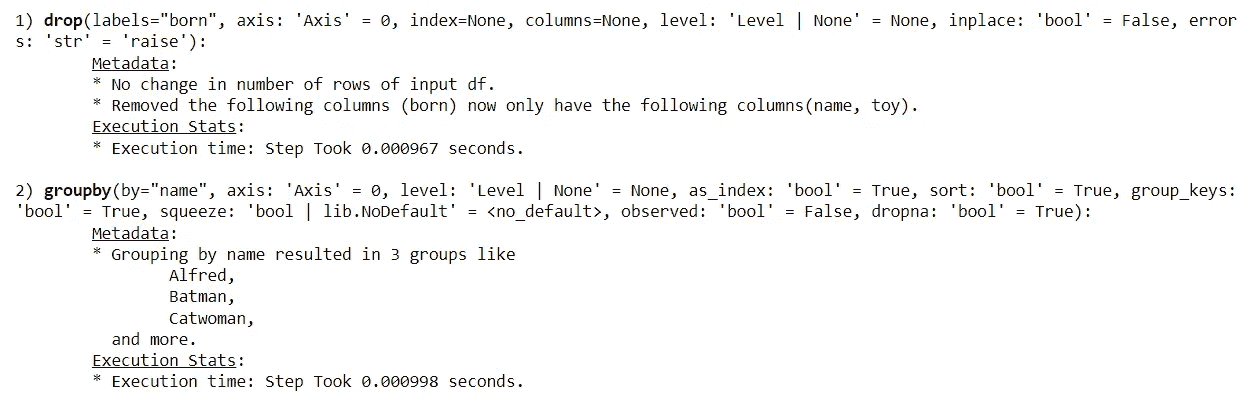 1) drop(labels="born", axis: 'Axis' = 0, index=None, columns=None, level: 'Level | None' = None, inplace: 'bool' = False, error
s: 'str' = 'raise'):
Metadata:
* No change in number of rows of input df.
* Removed the following columns (born) now only have the following columns(name, toy).
Execution Stats:
* Execution time: Step Took 0.000967 seconds.
2) groupby(by="name", axis: 'Axis' = 0, level: 'Level | None' = None, as_index: 'bool' = True, sort: 'bool' = True, group_keys:
'bool' = True, squeeze: 'bool | lib.NoDefault' = <no_default>, observed: 'bool' = False, dropna: 'bool' = True):
Metadata:
* Grouping by name resulted in 3 groups like
Alfred,
Batman,
Catwoman,
and more.
Execution Stats:
* Execution time: Step Took 0.000998 seconds.